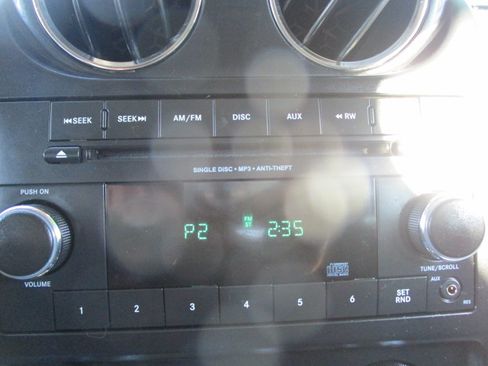 ⏮SEEK SEEK⏭ AM/FM DISC AUX ◀◀ RW
SINGLE DISC • MP3 • ANTI-THEFT
PUSH ON
P2 FM ST 2:35
VOLUME
TUNE/SCROLL
AUX
1 2 3 4 5 6 SET RND
RES